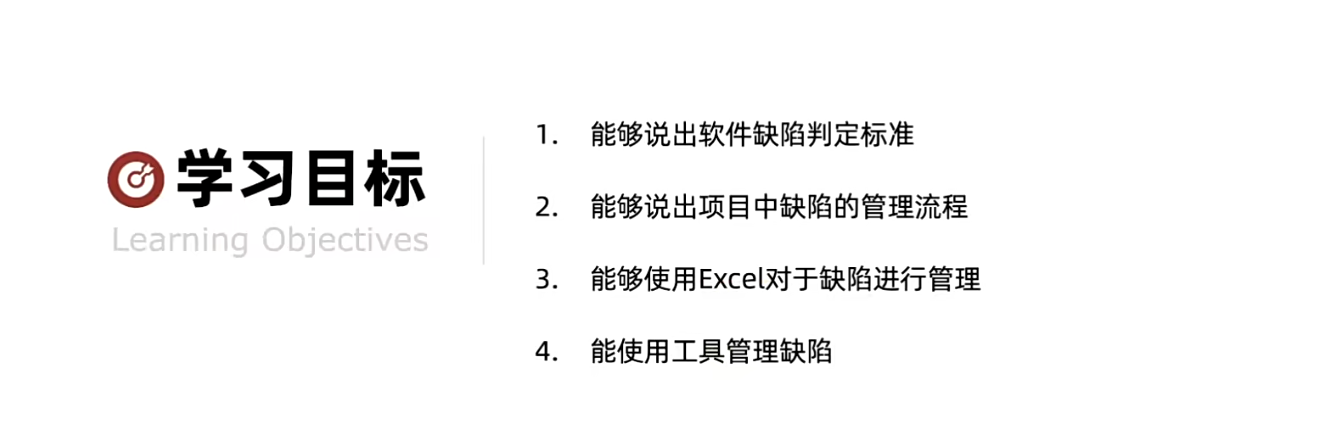 学习目标
Learning Objectives
1. 能够说出软件缺陷判定标准
2. 能够说出项目中缺陷的管理流程
3. 能够使用Excel对于缺陷进行管理
4. 能使用工具管理缺陷